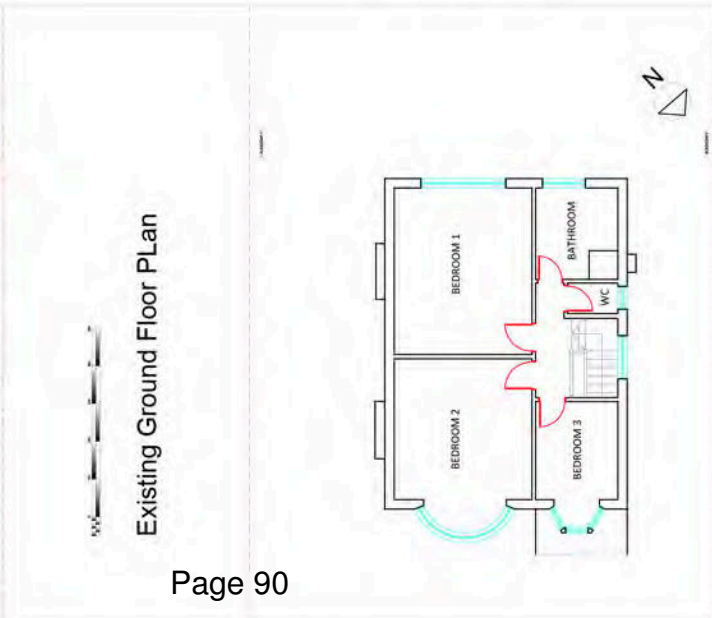 Existing Ground Floor PLan
N
BEDROOM 1
BATHROOM
WC
BEDROOM 2
BEDROOM 3
Page 90